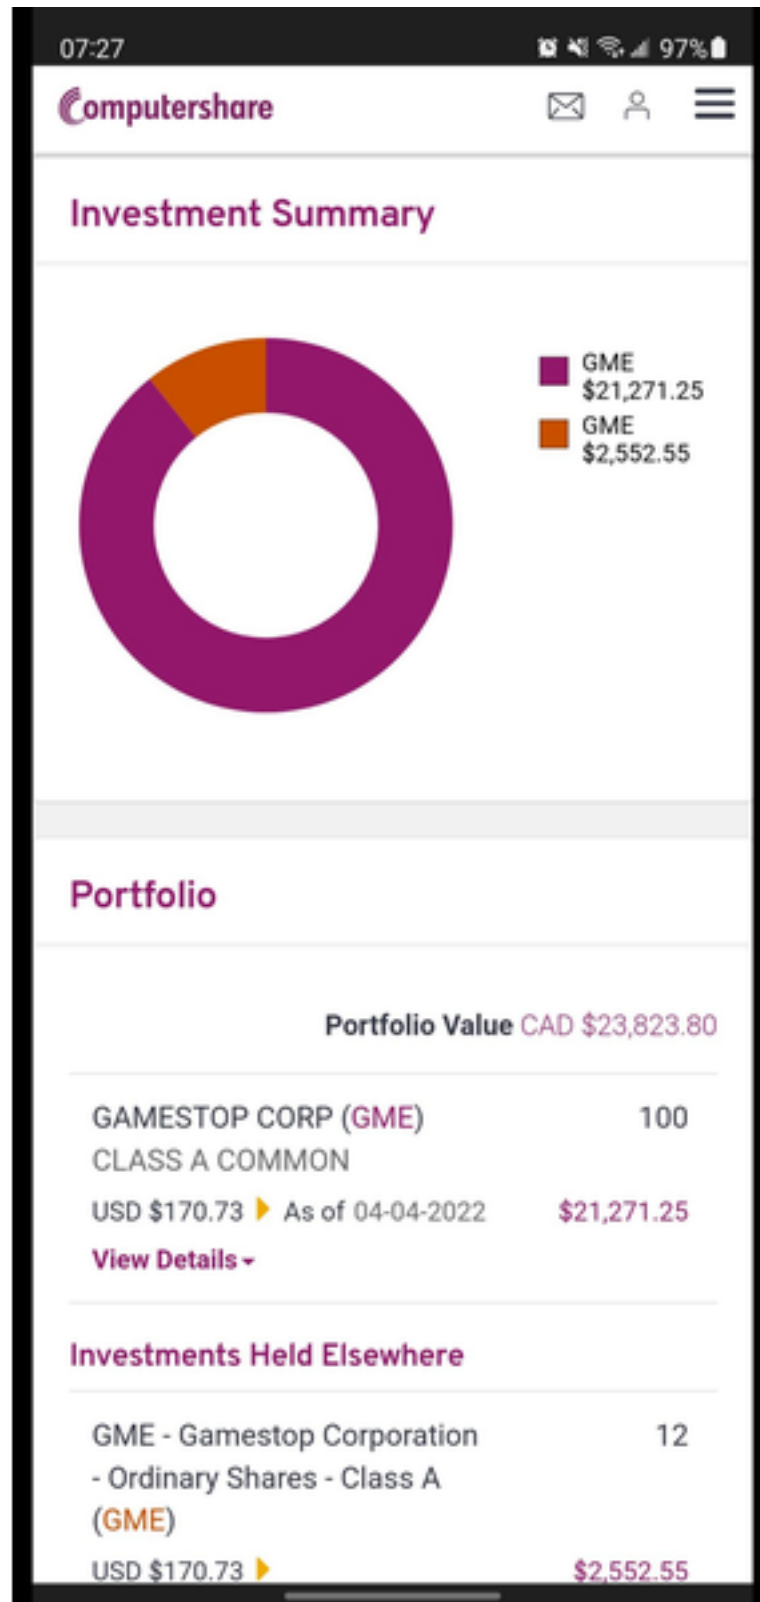 07:27
97%
Computershare
Investment Summary
GME
$21,271.25
GME
$2,552.55
Portfolio
Portfolio Value CAD $23,823.80
GAMESTOP CORP (GME) 100
CLASS A COMMON
USD $170.73 As of 04-04-2022 $21,271.25
View Details
Investments Held Elsewhere
GME - Gamestop Corporation 12
- Ordinary Shares - Class A
(GME)
USD $170.73 $2,552.55